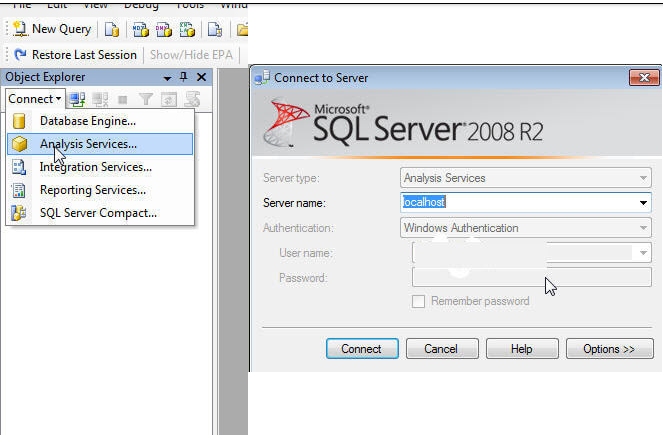 File Edit View Debug Tools
New Query
Restore Last Session Show/Hide EPA
Object Explorer
Connect
Database Engine...
Analysis Services...
Integration Services...
Reporting Services...
SQL Server Compact...
Connect to Server
Microsoft®
SQL Server® 2008 R2
Server type: Analysis Services
Server name: localhost
Authentication: Windows Authentication
User name:
Password:
Remember password
Connect Cancel Help Options >>